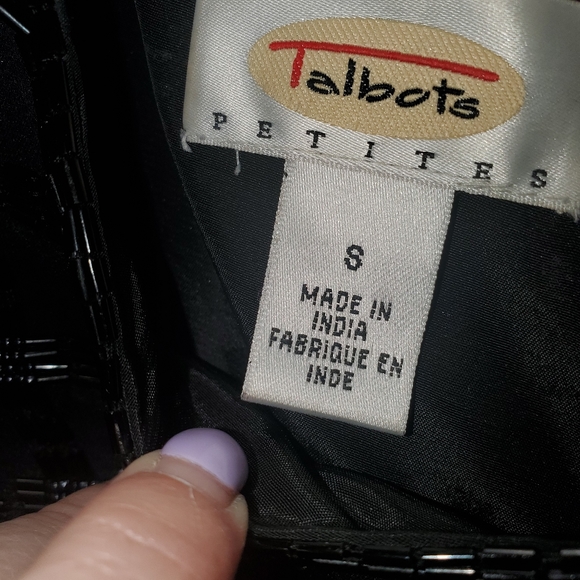 Talbots
PETITES
S
MADE IN
INDIA
FABRIQUE EN
INDE